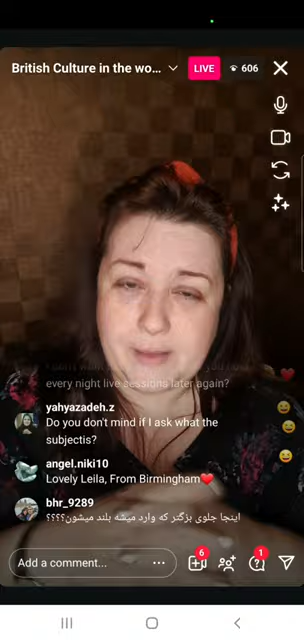 British Culture in the wo...
LIVE
606
every night live sessions later again?
yahyazadeh.z
Do you don't mind if I ask what the
subjectis?
angel.niki10
Lovely Leila, From Birmingham❤️
bhr_9289
اینجا جلوی بزگتر که وارد میشه بلند میشون؟؟؟؟
Add a comment...
6
1